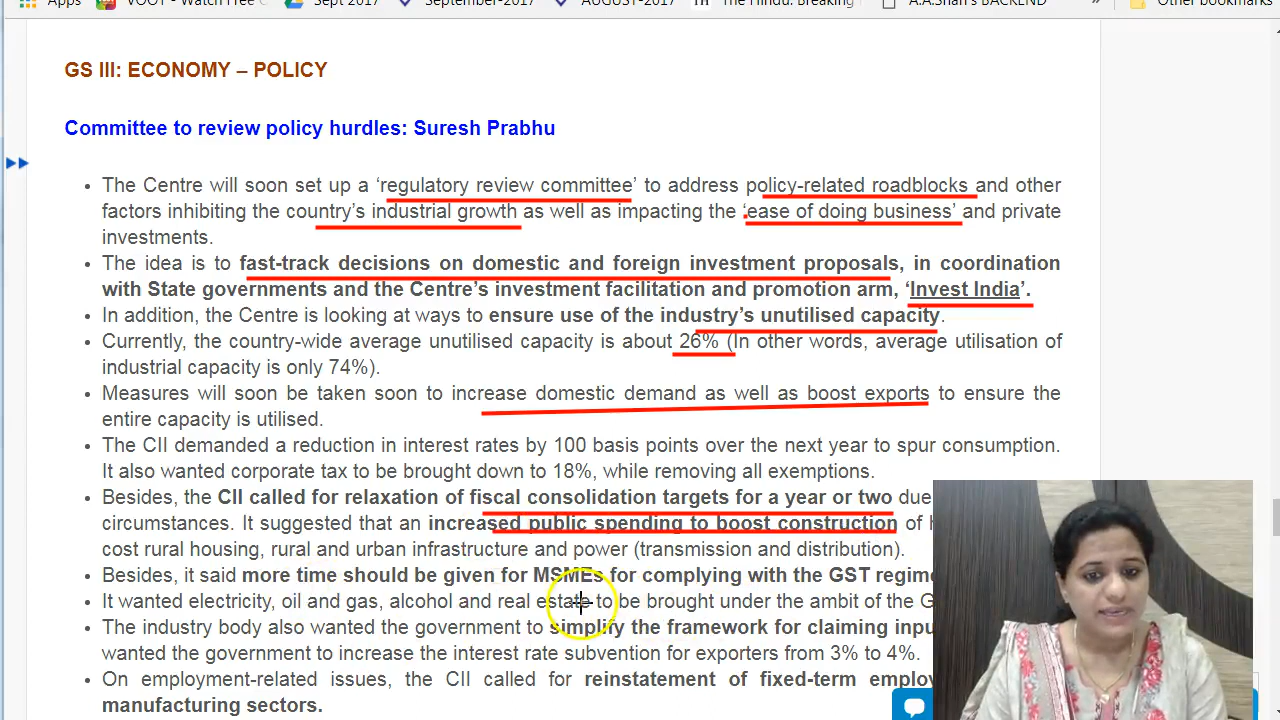 Apps VOOT - Watch Free Sept 2017 September-2017 AUGUST-2017 TH The Hindu: Breaking A.A.Shah's BACKEND » Other bookmarks
GS III: ECONOMY – POLICY
Committee to review policy hurdles: Suresh Prabhu
• The Centre will soon set up a ‘regulatory review committee’ to address policy-related roadblocks and other
factors inhibiting the country’s industrial growth as well as impacting the ‘ease of doing business’ and private
investments.
• The idea is to fast-track decisions on domestic and foreign investment proposals, in coordination
with State governments and the Centre’s investment facilitation and promotion arm, ‘Invest India’.
• In addition, the Centre is looking at ways to ensure use of the industry’s unutilised capacity.
• Currently, the country-wide average unutilised capacity is about 26% (In other words, average utilisation of
industrial capacity is only 74%).
• Measures will soon be taken soon to increase domestic demand as well as boost exports to ensure the
entire capacity is utilised.
• The CII demanded a reduction in interest rates by 100 basis points over the next year to spur consumption.
It also wanted corporate tax to be brought down to 18%, while removing all exemptions.
• Besides, the CII called for relaxation of fiscal consolidation targets for a year or two due
circumstances. It suggested that an increased public spending to boost construction of
cost rural housing, rural and urban infrastructure and power (transmission and distribution).
• Besides, it said more time should be given for MSMEs for complying with the GST regime
• It wanted electricity, oil and gas, alcohol and real estate to be brought under the ambit of the
• The industry body also wanted the government to simplify the framework for claiming
wanted the government to increase the interest rate subvention for exporters from 3% to 4%.
• On employment-related issues, the CII called for reinstatement of fixed-term
manufacturing sectors.